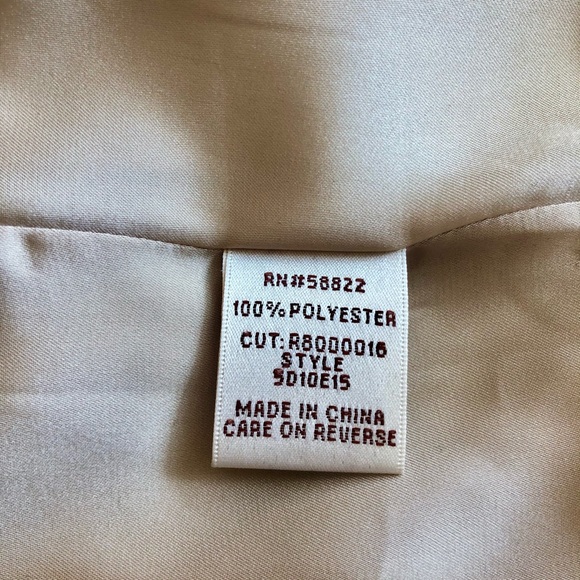 RN#58822
100% POLYESTER
CUT: R8000016
STYLE
5D10E15
MADE IN CHINA
CARE ON REVERSE